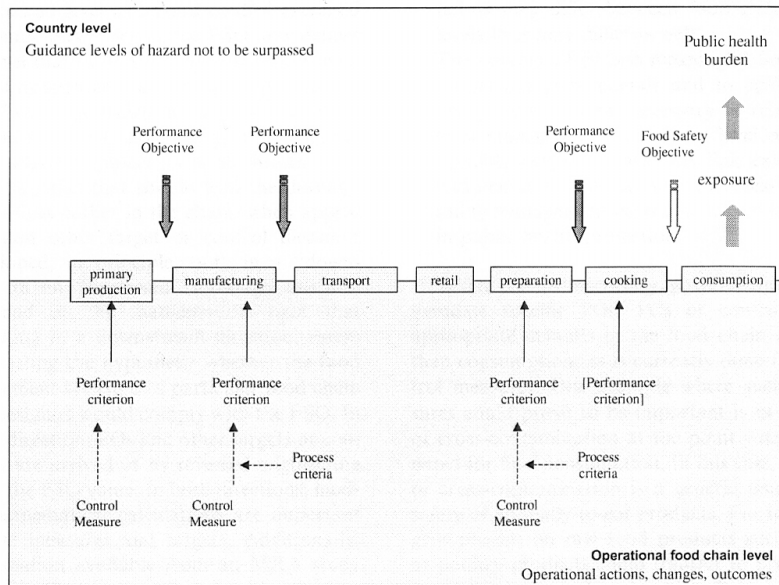 Country level
Guidance levels of hazard not to be surpassed
Public health
burden
Performance
Objective
Performance
Objective
Performance
Objective
Food Safety
Objective
exposure
primary
production
manufacturing
transport
retail
preparation
cooking
consumption
Performance
criterion
Performance
criterion
Performance
criterion
[Performance
criterion]
Process
criteria
Process
criteria
Control
Measure
Control
Measure
Control
Measure
Operational food chain level
Operational actions, changes, outcomes